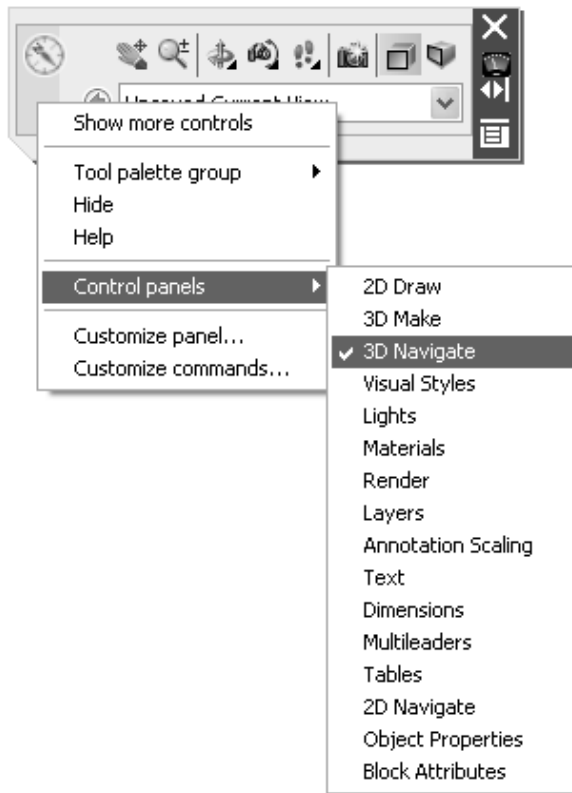 Show more controls
Tool palette group
Hide
Help
Control panels
Customize panel...
Customize commands...
2D Draw
3D Make
3D Navigate
Visual Styles
Lights
Materials
Render
Layers
Annotation Scaling
Text
Dimensions
Multileaders
Tables
2D Navigate
Object Properties
Block Attributes